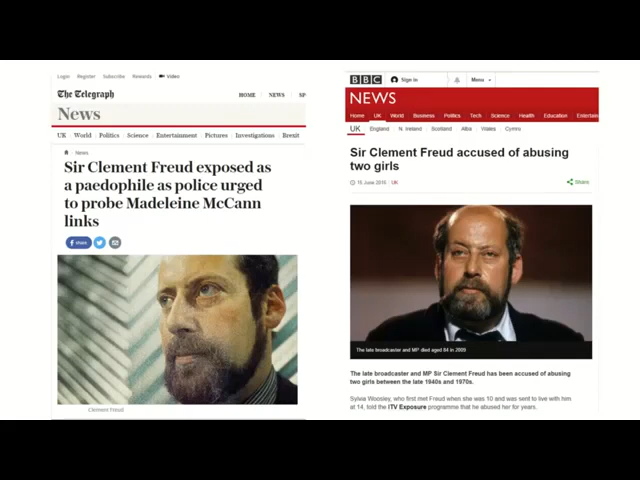 Login Register Subscribe Rewards Video
The Telegraph
HOME NEWS SP
News
UK World Politics Science Entertainment Pictures Investigations Brexit
News
Sir Clement Freud exposed as
a paedophile as police urged
to probe Madeleine McCann
links
Clement Freud
BBC Sign in Menu
NEWS
Home UK World Business Politics Tech Science Health Education Entertain
UK England N. Ireland Scotland Alba Wales Cymru
Sir Clement Freud accused of abusing
two girls
15 June 2016 UK
Share
The late broadcaster and MP died aged 84 in 2009
The late broadcaster and MP Sir Clement Freud has been accused of abusing
two girls between the late 1940s and 1970s.
Sylvia Woosley, who first met Freud when she was 10 and was sent to live with him
at 14, told the ITV Exposure programme that he abused her for years.